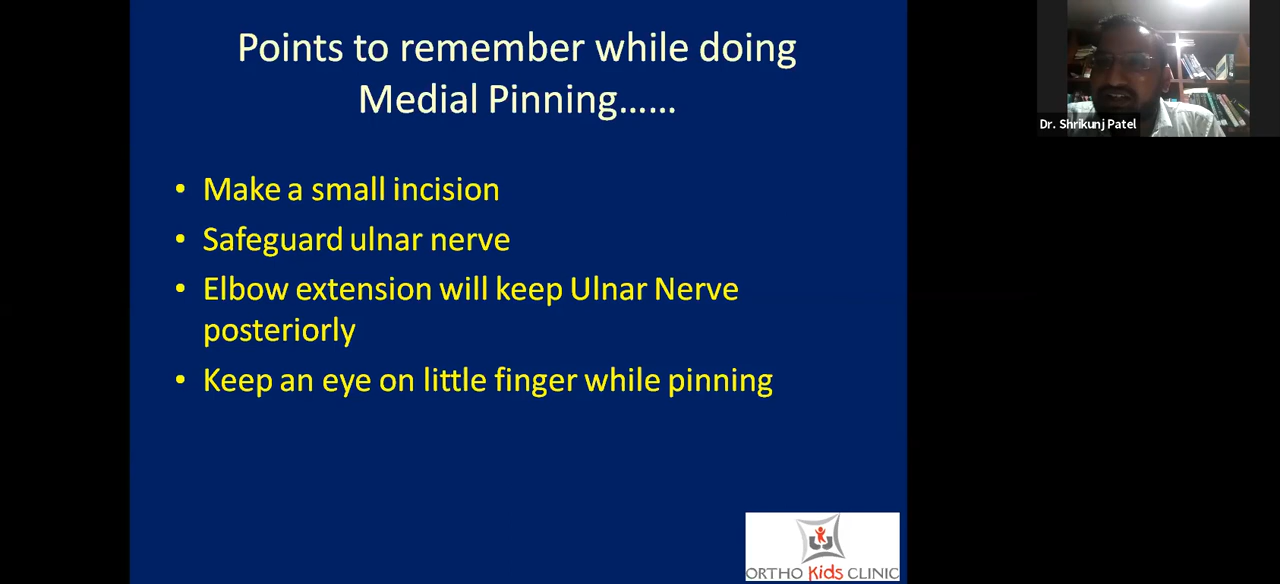 Points to remember while doing
Medial Pinning......
• Make a small incision
• Safeguard ulnar nerve
• Elbow extension will keep Ulnar Nerve
posteriorly
• Keep an eye on little finger while pinning
Dr. Shrikunj Patel
ORTHO Kids CLINIC